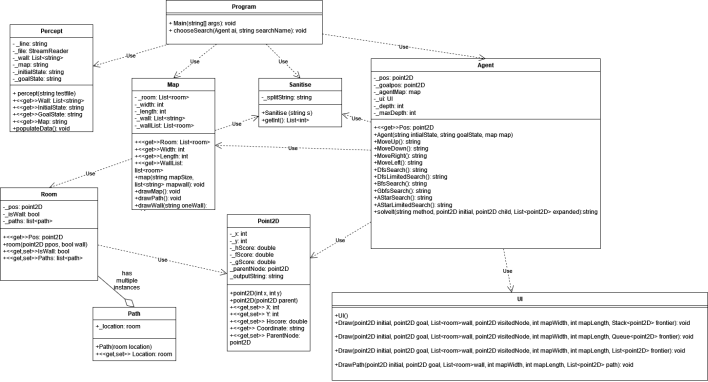 Program
+ Main(string[] args): void
+ chooseSearch(Agent ai, string searchName): void
Use
Use
Use
Use
Percept
- _line: string
- _file: StreamReader
- _wall: List<string>
- _map: string
- _initialState: string
- _goalState: string
+ percept(string testfile)
+<<get>>Wall: List<string>
+<<get>>InitialState: string
+<<get>>GoalState: string
+<<get>>Map: string
+populateData(): void
Map
- _room: List<room>
- _width: int
- _length: int
- _wall: List<string>
- _wallList: List<room>
+<<get>>Room: List<room>
+<<get>>Width: int
+<<get>>Length: int
+<<get>>WallList:
list<room>
+map(string mapSize,
list<string> mapwall): void
+drawMap(): void
+drawPath(): void
+drawWall(string oneWall):
Sanitise
- _splitString: string
+Sanitise (string s)
+getInt(): List<int>
Agent
-_pos: point2D
-_goalpos: point2D
-_agentMap: map
-_ui: UI
-_depth: int
-_maxDepth: int
+<<get>>Pos: point2D
+Agent(string initialState, string goalState, map map)
+MoveUp(): string
+MoveDown(): string
+MoveRight(): string
+MoveLeft(): string
+DfsSearch(): string
+DfsLimitedSearch(): string
+BfsSearch(): string
+GbfsSearch(): string
+AStarSearch(): string
+AStarLimitedSearch(): string
+solveIt(string method, point2D initial, point2D child, List<point2D> expanded):string
Use
Use
Use
Use
Use
Use
Use
Room
- _pos: point2D
- _isWall: bool
- _paths: list<path>
+<<get>>Pos: point2D
+room(point2D ppos, bool wall)
+<<get,set>>IsWall: bool
+<<get,set>>Paths: list<path>
has
multiple
instances
Path
+_location: room
+Path(room location)
+<<get,set>> Location: room
Point2D
- _x: int
- _y: int
- _hScore: double
- _fScore: double
- _gScore: double
- _parentNode: point2D
- _outputString: string
+point2D(int x, int y)
+point2D(point2D parent)
+<<get,set>> X: int
+<<get,set>> Y: int
+<<get,set>> Hscore: double
+<<get>> Coordinate: string
+<<get,set>> ParentNode:
point2D
UI
+UI()
+Draw(point2D initial, point2D goal, List<room>wall, point2D visitedNode, int mapWidth, int mapLength, Stack<point2D> frontier): void
+Draw(point2D initial, point2D goal, List<room>wall, point2D visitedNode, int mapWidth, int mapLength, Queue<point2D> frontier): void
+Draw(point2D initial, point2D goal, List<room>wall, point2D visitedNode, int mapWidth, int mapLength, List<point2D> frontier): void
+DrawPath(point2D initial, point2D goal, List<room>wall, int mapWidth, int mapLength, List<point2D> path): void